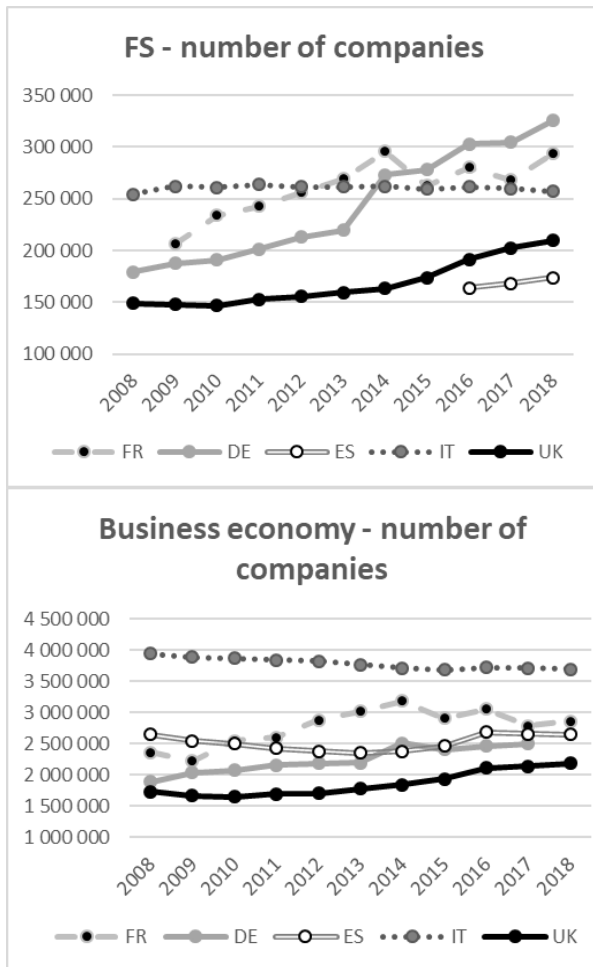 FS - number of companies
350 000
300 000
250 000
200 000
150 000
100 000
2008 2009 2010 2011 2012 2013 2014 2015 2016 2017 2018
FR DE ES IT UK
Business economy - number of
companies
4 500 000
4 000 000
3 500 000
3 000 000
2 500 000
2 000 000
1 500 000
1 000 000
2008 2009 2010 2011 2012 2013 2014 2015 2016 2017 2018
FR DE ES IT UK